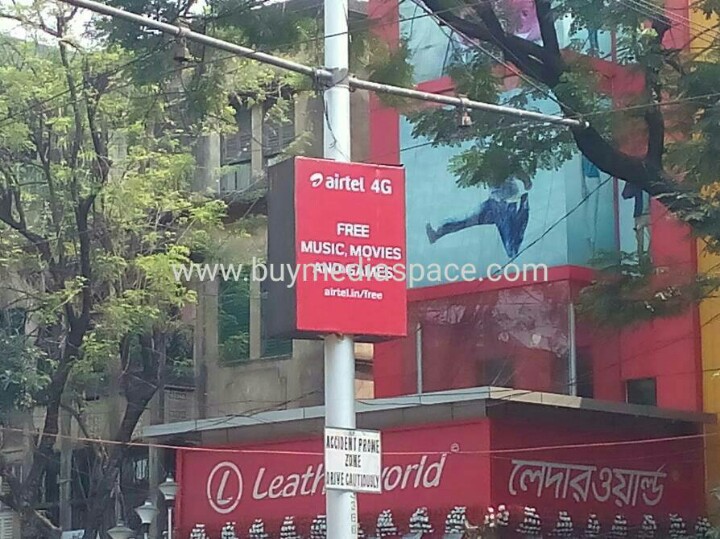 airtel 4G
FREE
MUSIC, MOVIES
AND GAMES
airtel.in/free
www.buymediaspace.com
ACCIDENT PRONE
ZONE
DRIVE CAUTIOUSLY
L Leather world ©
লেদারওয়ার্ল্ড